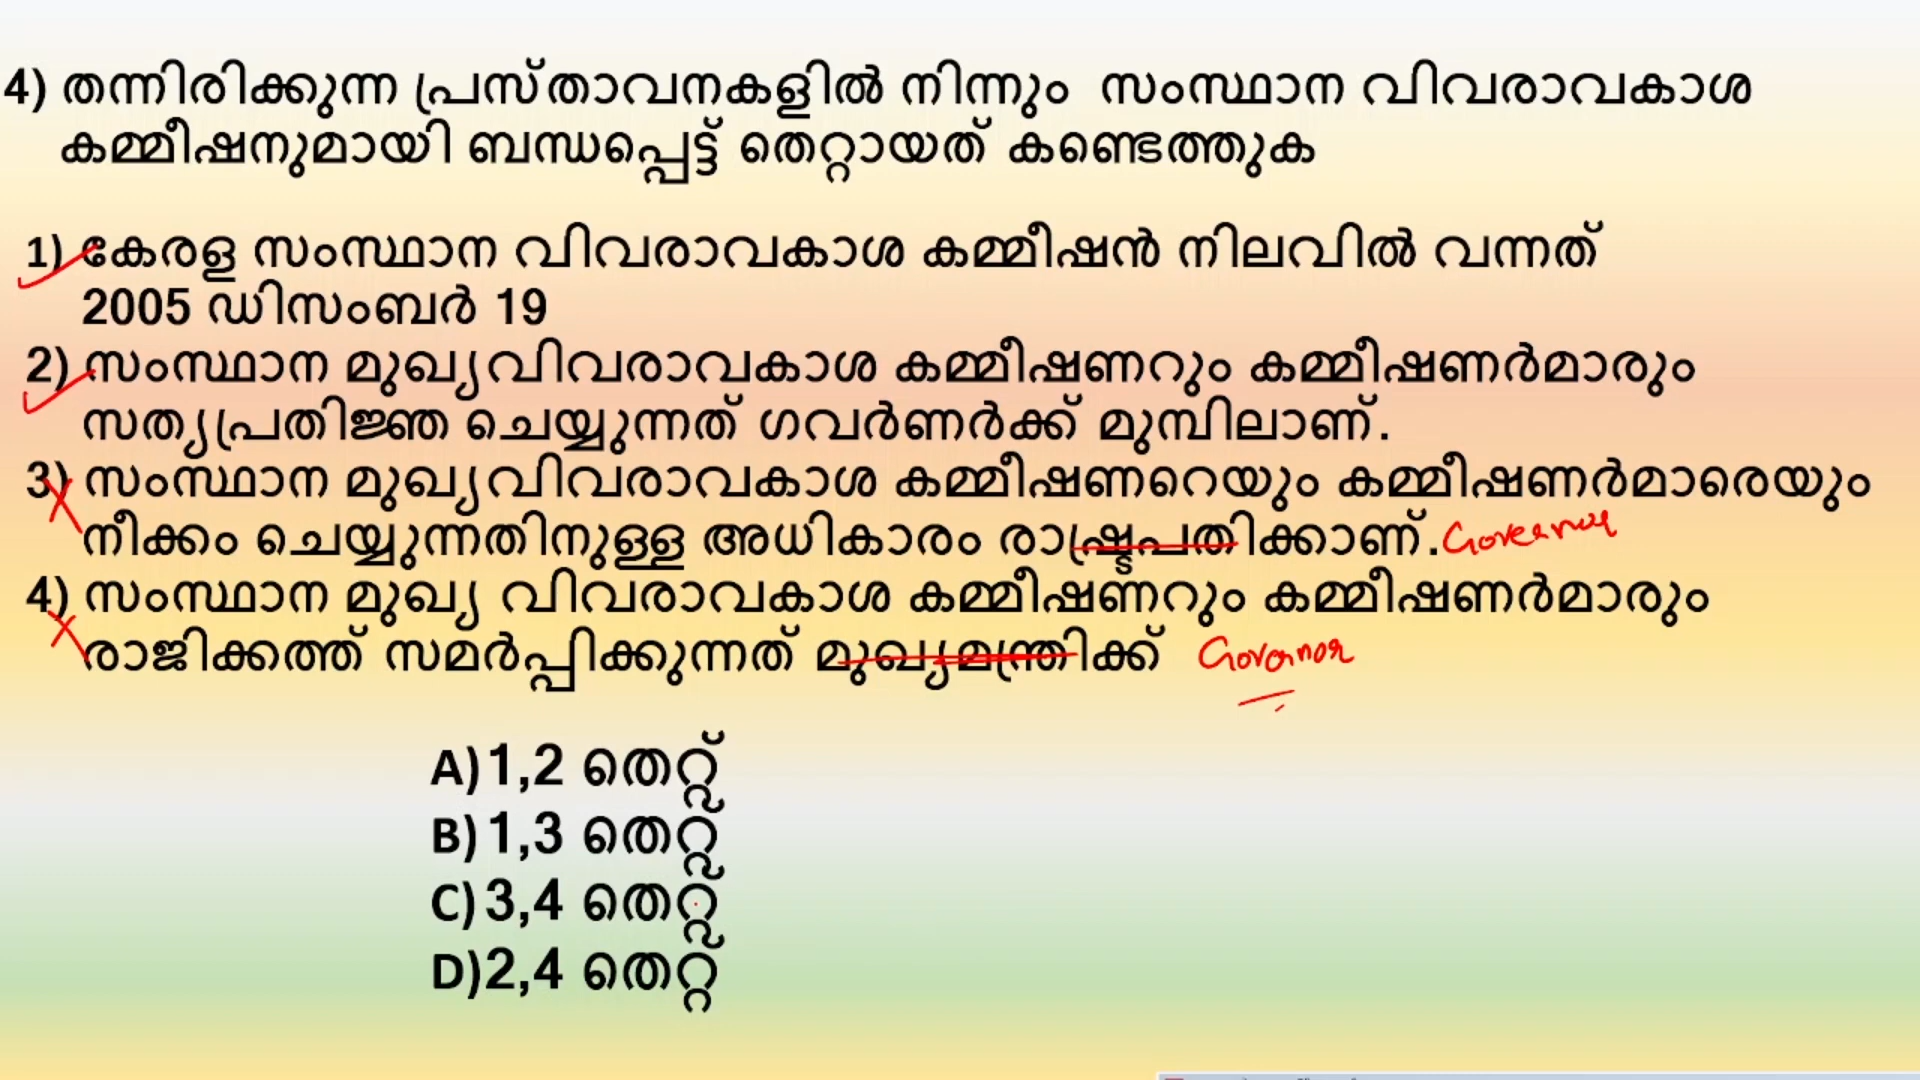 4) തന്നിരിക്കുന്ന പ്രസ്താവനകളിൽ നിന്നും സംസ്ഥാന വിവരാവകാശ
കമ്മീഷനുമായി ബന്ധപ്പെട്ട് തെറ്റായത് കണ്ടെത്തുക
1) കേരള സംസ്ഥാന വിവരാവകാശ കമ്മീഷൻ നിലവിൽ വന്നത്
2005 ഡിസംബർ 19
2) സംസ്ഥാന മുഖ്യവിവരാവകാശ കമ്മീഷണറും കമ്മീഷണർമാരും
സത്യപ്രതിജ്ഞ ചെയ്യുന്നത് ഗവർണർക്ക് മുമ്പിലാണ്.
3) സംസ്ഥാന മുഖ്യവിവരാവകാശ കമ്മീഷണറെയും കമ്മീഷണർമാരെയും
നീക്കം ചെയ്യുന്നതിനുള്ള അധികാരം രാഷ്ട്രപതിക്കാണ്. Governor
4) സംസ്ഥാന മുഖ്യ വിവരാവകാശ കമ്മീഷണറും കമ്മീഷണർമാരും
രാജിക്കത്ത് സമർപ്പിക്കുന്നത് മുഖ്യമന്ത്രിക്ക് Governor
A) 1,2 തെറ്റ്
B) 1,3 തെറ്റ്
C) 3,4 തെറ്റ്
D) 2,4 തെറ്റ്